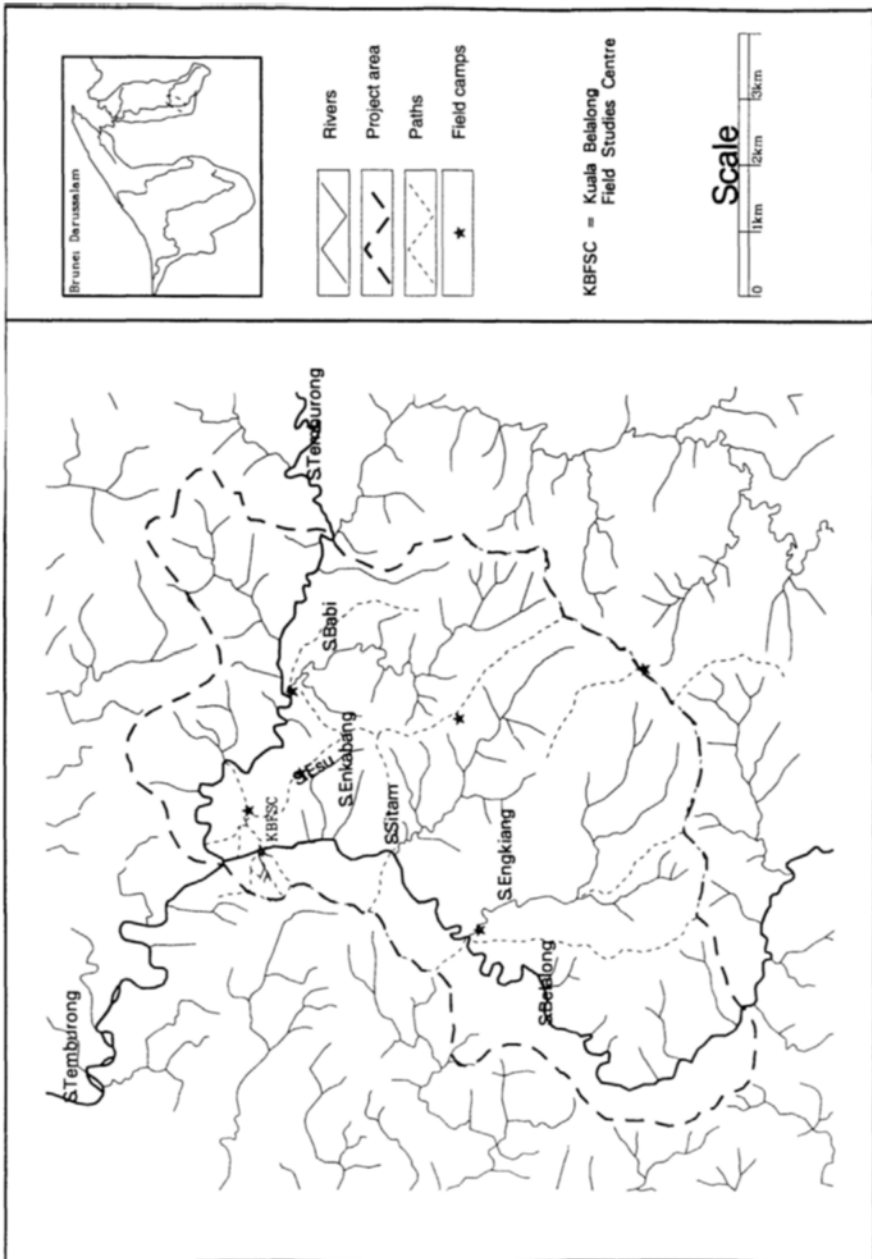 S.Temburong
S.Temburong
KBFSC
S.Esu
S.Babi
S.Enkabang
S.Sitam
S.Engkiang
S.Belalong
Brunei Darussalam
Rivers
Project area
Paths
Field camps
KBFSC = Kuala Belalong
Field Studies Centre
Scale
0 1km 2km 3km